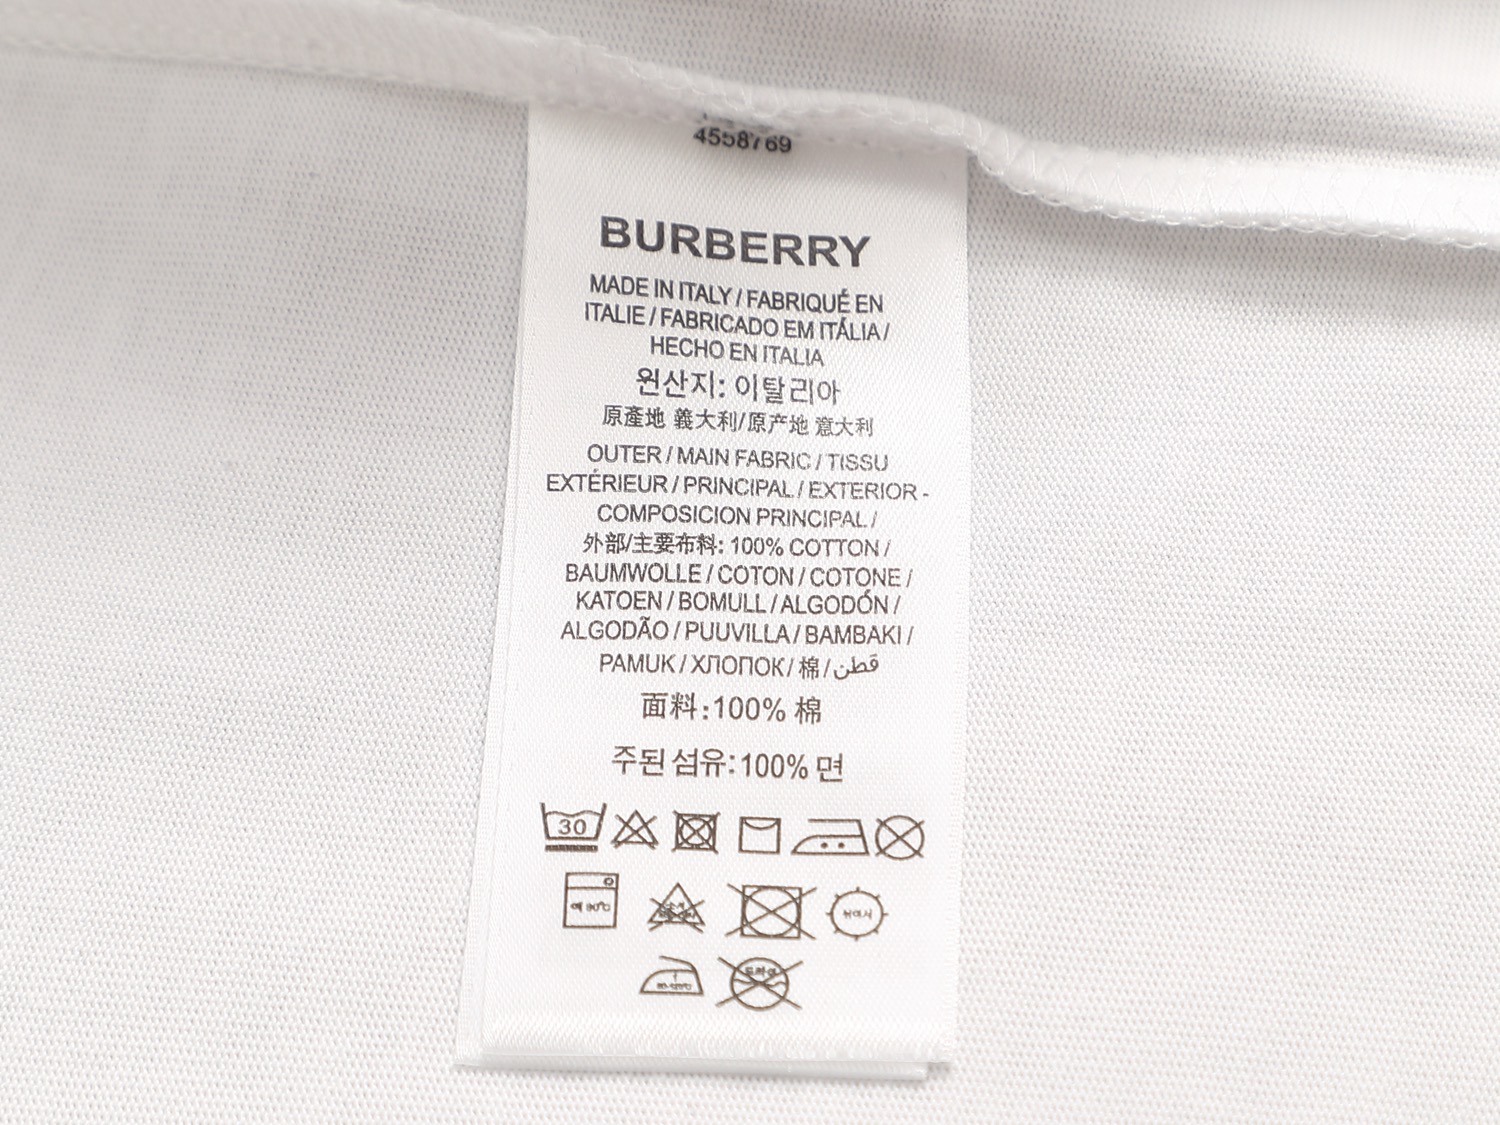 4558769
BURBERRY
MADE IN ITALY / FABRIQUÉ EN
ITALIE / FABRICADO EM ITÁLIA /
HECHO EN ITALIA
원산지: 이탈리아
原產地 義大利/原产地 意大利
OUTER / MAIN FABRIC / TISSU
EXTÉRIEUR / PRINCIPAL / EXTERIOR -
COMPOSICION PRINCIPAL /
外部/主要布料: 100% COTTON /
BAUMWOLLE / COTON / COTONE /
KATOEN / BOMULL / ALGODÓN /
ALGODÃO / PUUVILLA / BAMBAKI /
PAMUK / ХЛОПОК / 棉 / قطن
面料:100% 棉
주된 섬유:100% 면
30